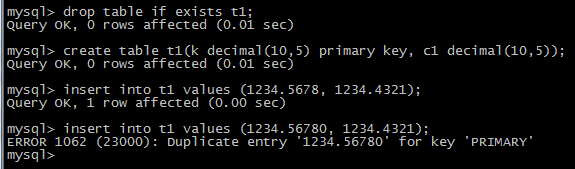 mysql> drop table if exists t1;
Query OK, 0 rows affected (0.01 sec)
mysql> create table t1(k decimal(10,5) primary key, c1 decimal(10,5));
Query OK, 0 rows affected (0.01 sec)
mysql> insert into t1 values (1234.5678, 1234.4321);
Query OK, 1 row affected (0.00 sec)
mysql> insert into t1 values (1234.56780, 1234.4321);
ERROR 1062 (23000): Duplicate entry '1234.56780' for key 'PRIMARY'
mysql>